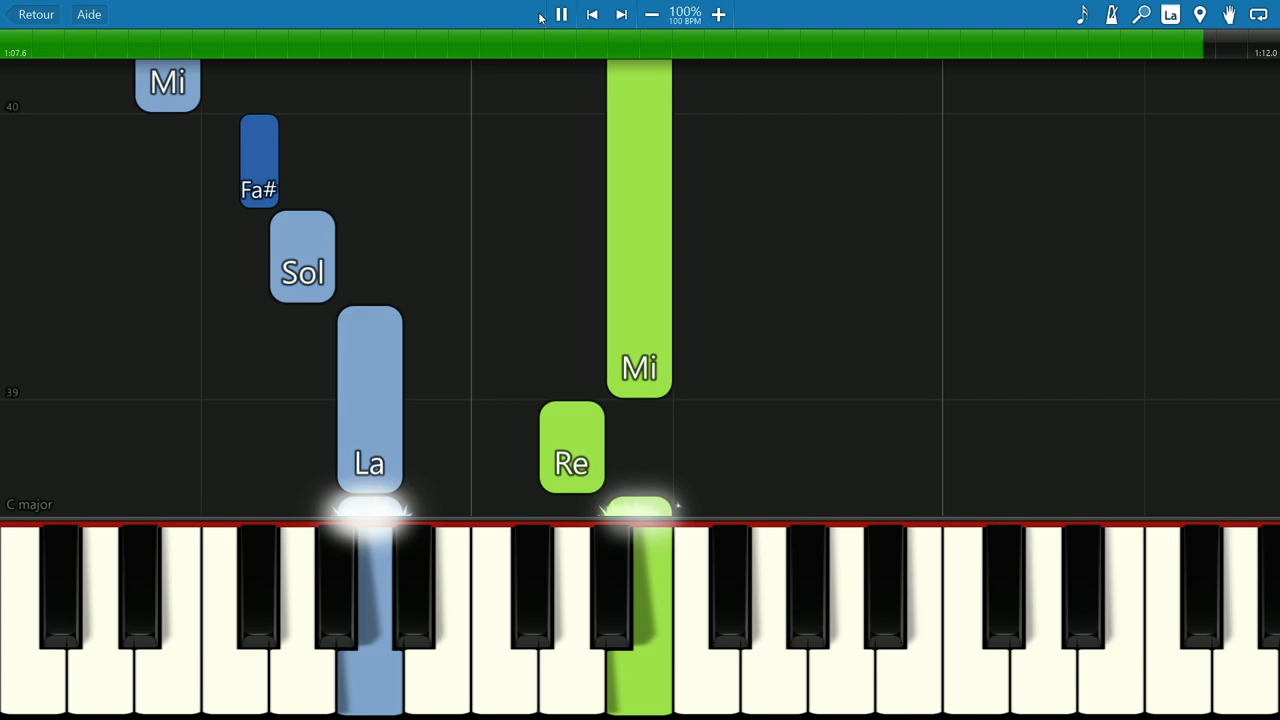 Retour Aide 100% La
100 BPM
1:07.6 1:12.0
Mi
40
Fa#
Sol
Mi
39
La Re
C major